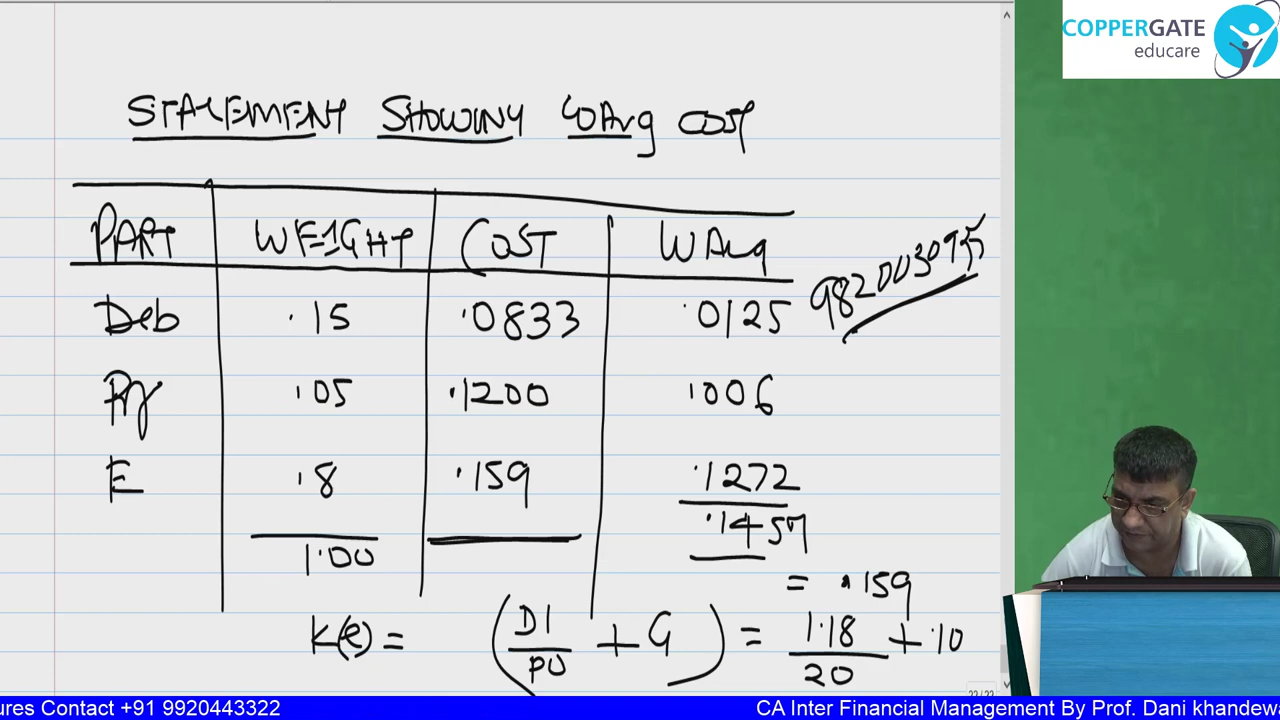 COPPERGATE
educare
STATEMENT SHOWING WAvg COST
PART WEIGHT COST WAvg
Deb .15 .0833 .0125
.05 .1200 .006
E .8 .159 .1272
.1457
1.00
= .159
K(e) = (D1/P0 + G) = 1.18/20 + .10
ures Contact +91 9920443322
CA Inter Financial Management By Prof. Dani khandew